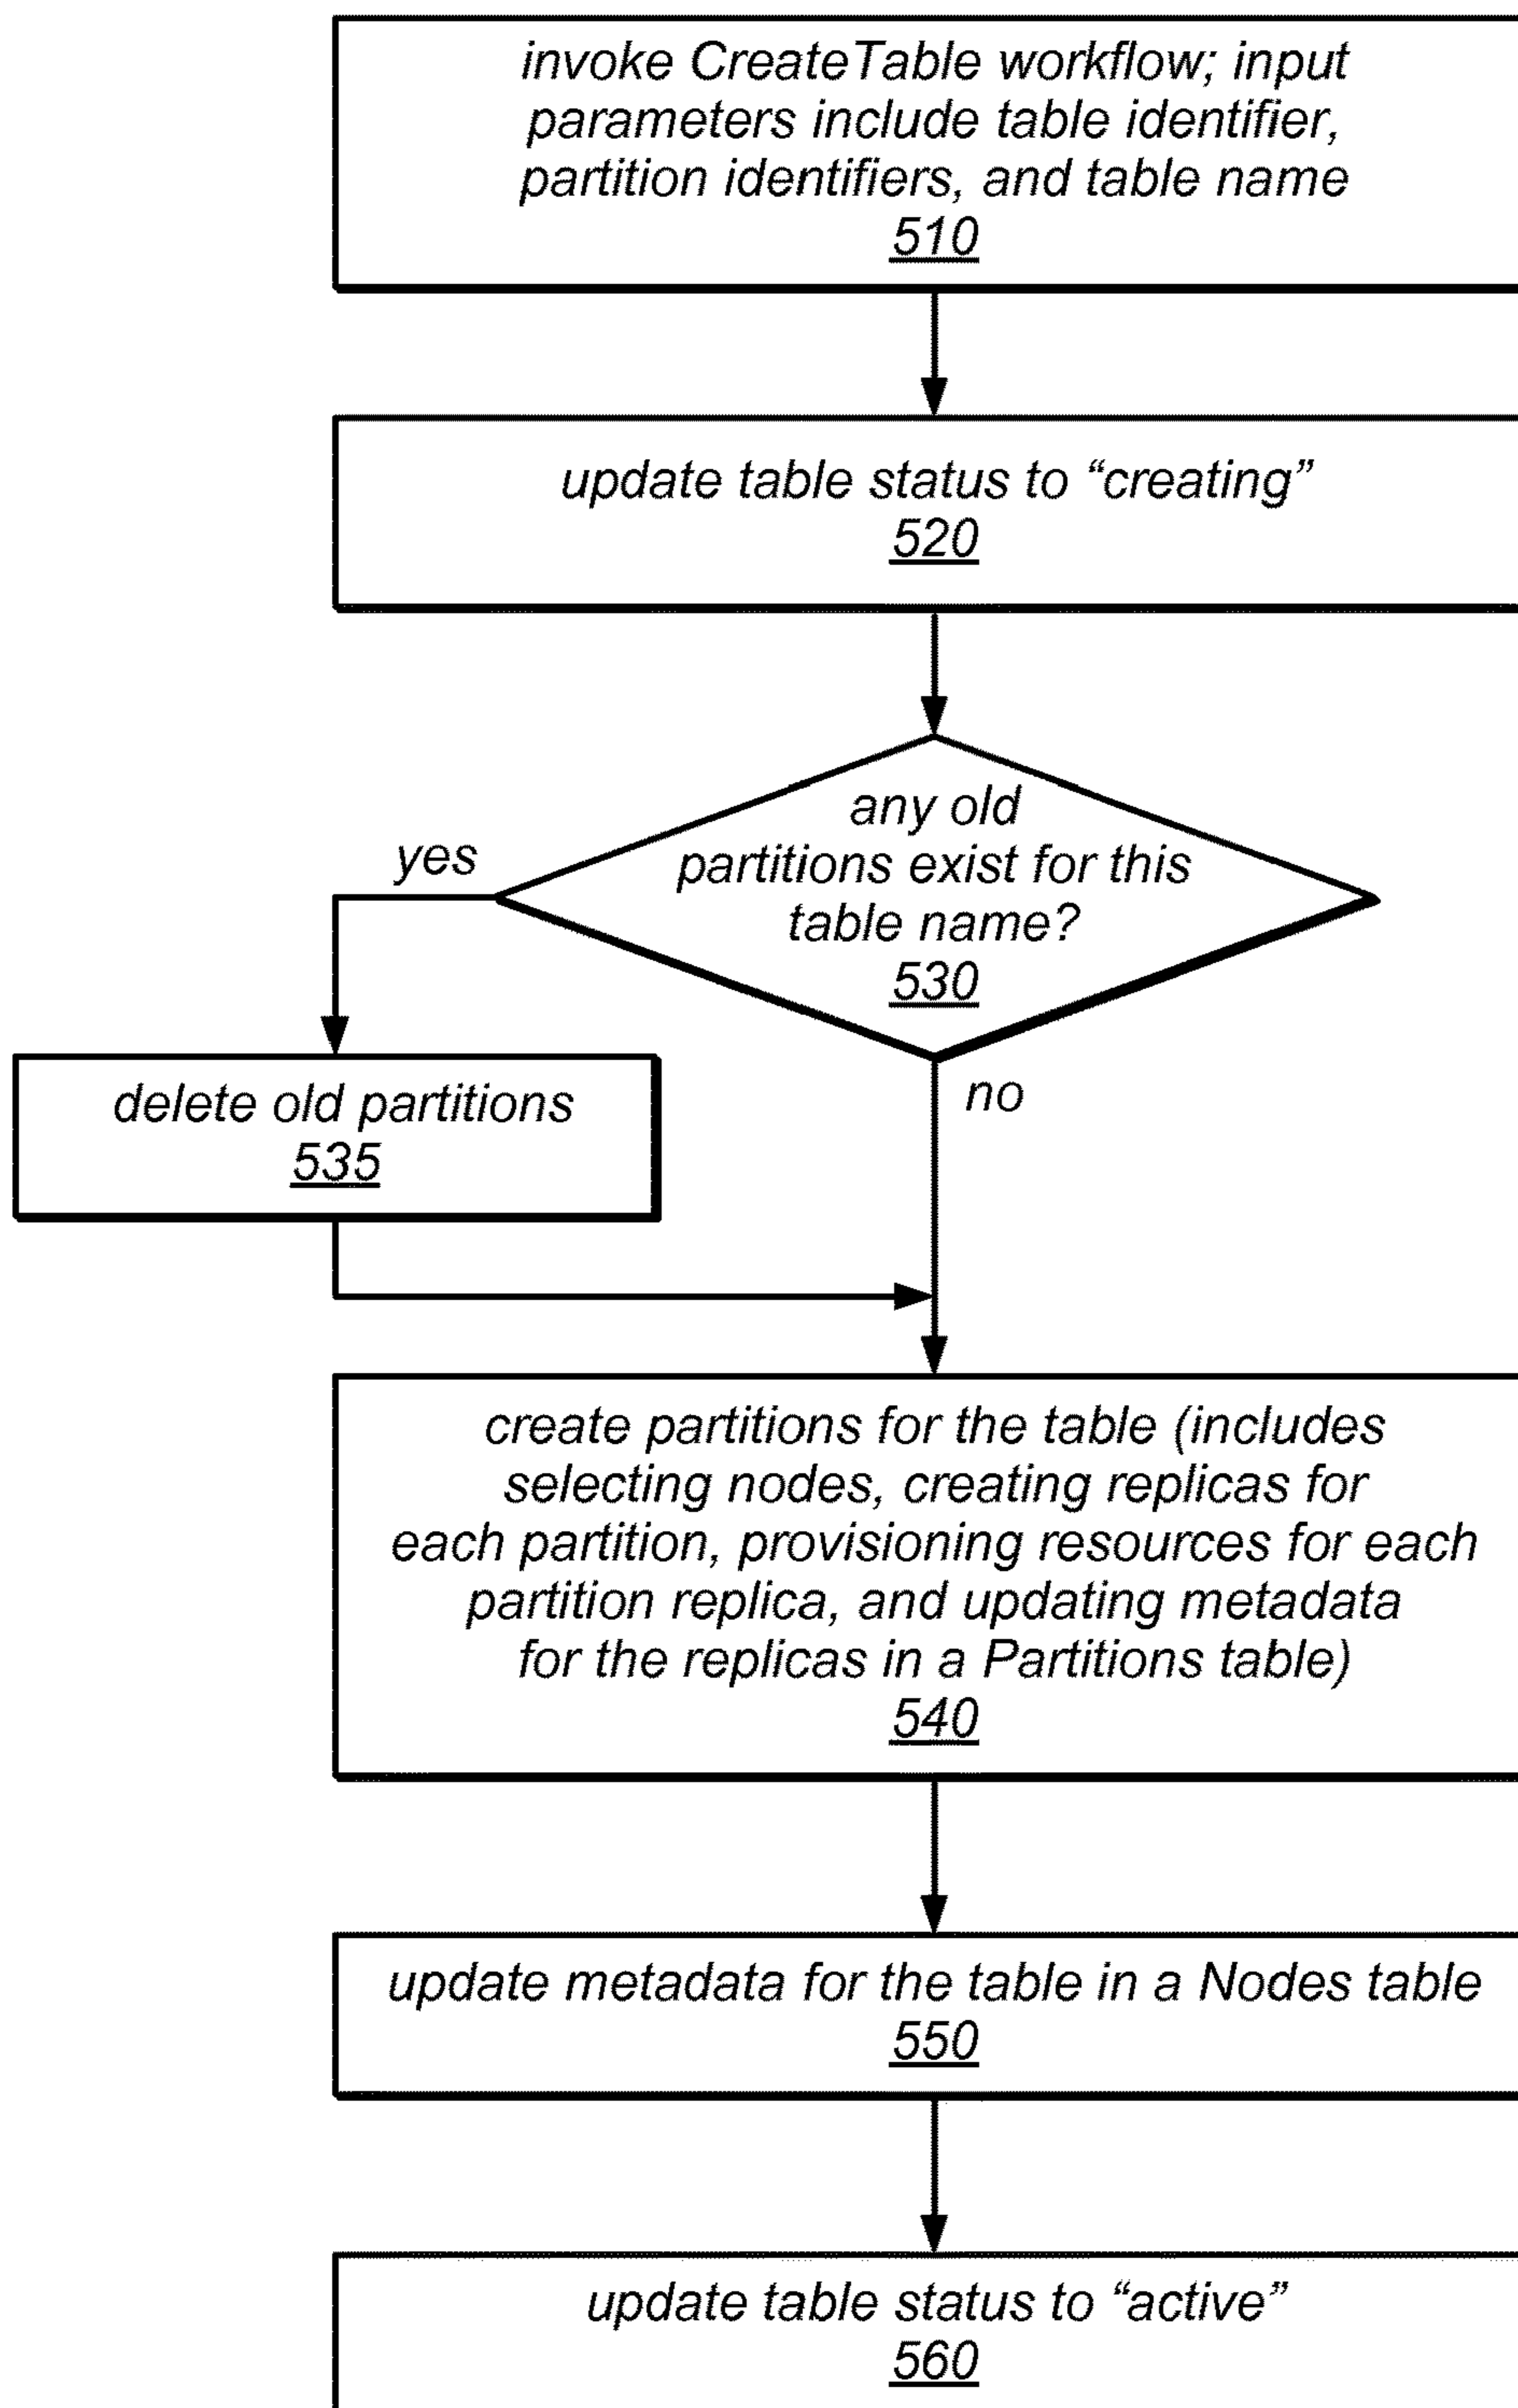 invoke CreateTable workflow; input
parameters include table identifier,
partition identifiers, and table name
510
update table status to “creating”
520
any old
partitions exist for this
table name?
530
yes
no
delete old partitions
535
create partitions for the table (includes
selecting nodes, creating replicas for
each partition, provisioning resources for each
partition replica, and updating metadata
for the replicas in a Partitions table)
540
update metadata for the table in a Nodes table
550
update table status to “active”
560